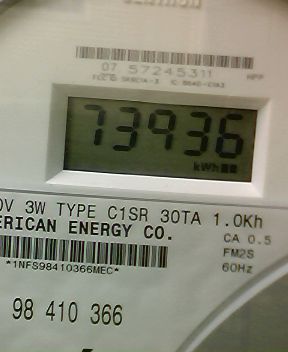 07 57245311
73936
kWh
0V 3W TYPE C1SR 30TA 1.0Kh
ERICAN ENERGY CO.
CA 0.5
FM2S
60Hz
*1NFS98410366MEC*
98 410 366